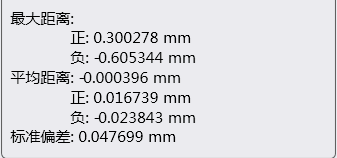 最大距离:
正: 0.300278 mm
负: -0.605344 mm
平均距离: -0.000396 mm
正: 0.016739 mm
负: -0.023843 mm
标准偏差: 0.047699 mm